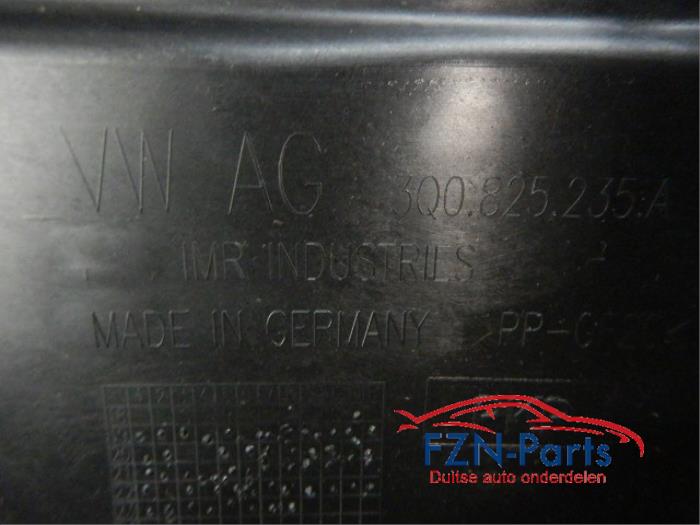 VW AG 3Q0.825.235.A
IMR INDUSTRIES
MADE IN GERMANY
FZN-Parts
Duitse auto onderdelen